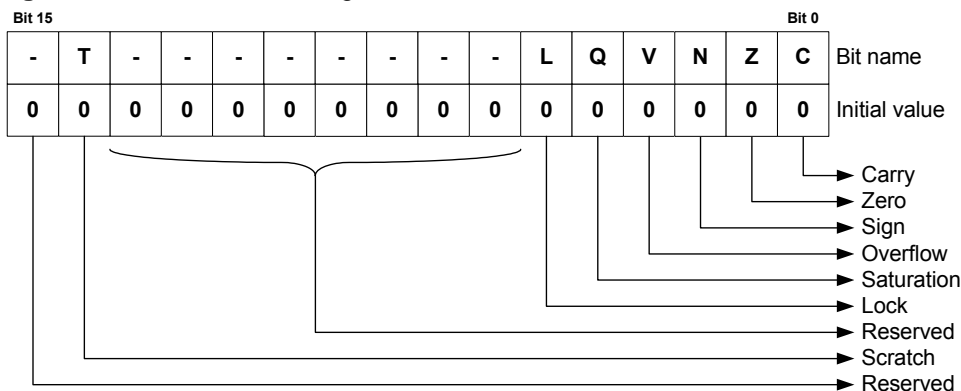 Bit 15 Bit 0
- T - - - - - - - - L Q V N Z C Bit name
0 0 0 0 0 0 0 0 0 0 0 0 0 0 0 0 Initial value
Carry
Zero
Sign
Overflow
Saturation
Lock
Reserved
Scratch
Reserved